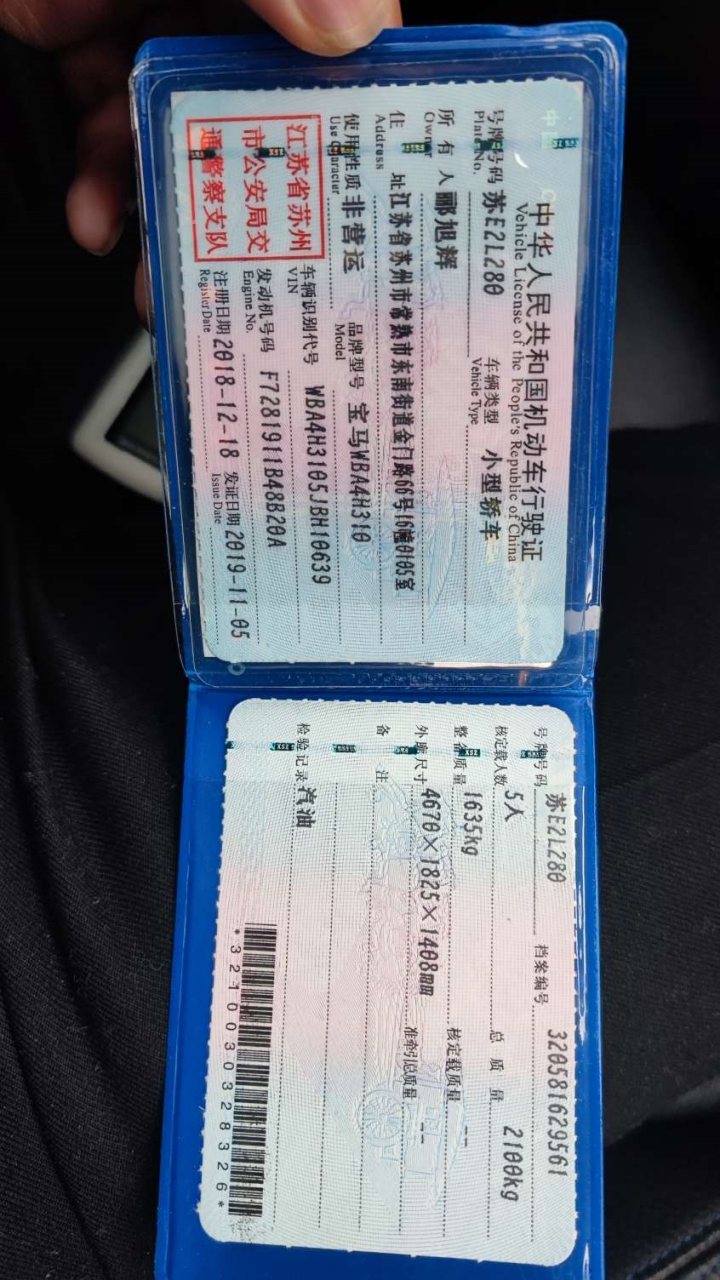 中华人民共和国机动车行驶证
Vehicle License of the People's Republic of China
号牌号码 苏E2L280 车辆类型 小型轿车
Plate No. Vehicle Type
所有人 郦旭辉
Owner
住址 江苏省苏州市常熟市东南街道金门路66号16幢0105室
Address
使用性质 非营运 品牌型号 宝马WBA4H310
Use Character Model
江苏省苏州
市公安局交
通警察支队
车辆识别代号 WBA4H3105JBH10639
VIN
发动机号码 F7281911B48B20A
Engine No.
注册日期 2018-12-18 发证日期 2019-11-05
Register Date Issue Date
号牌号码 苏E2L280 档案编号 320581629561
核定载人数 5人 总质量 2100kg
整备质量 1635kg 核定载质量 --
外廓尺寸 4670×1825×1408mm 准牵引总质量 --
备注
检验记录 汽油
*3210030328326*